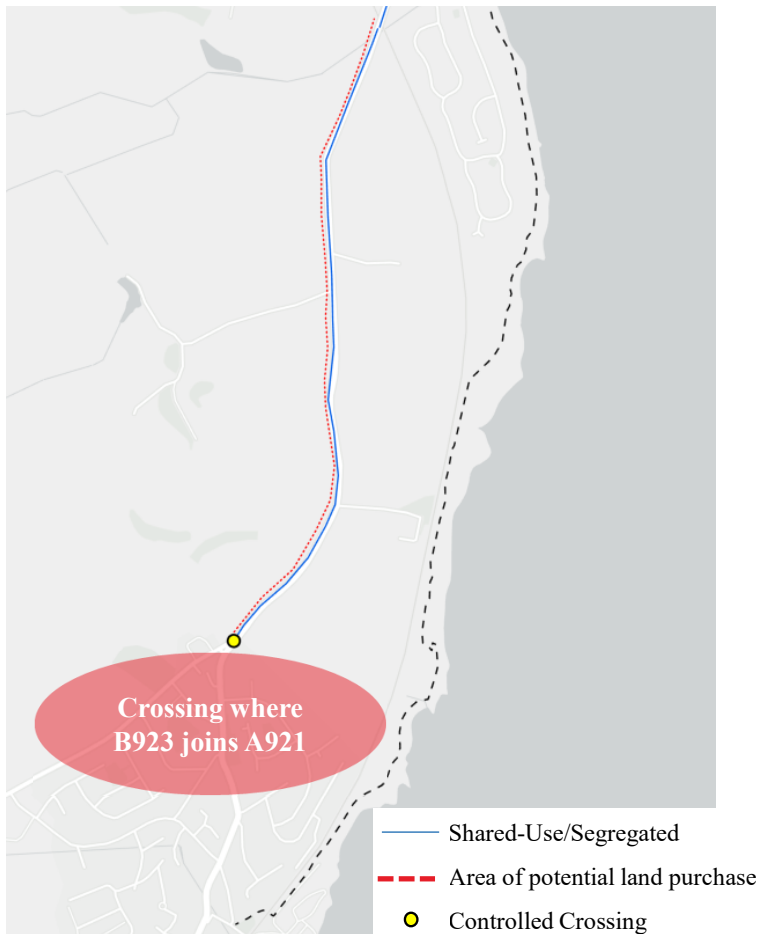 Crossing where
B923 joins A921
Shared-Use/Segregated
Area of potential land purchase
Controlled Crossing